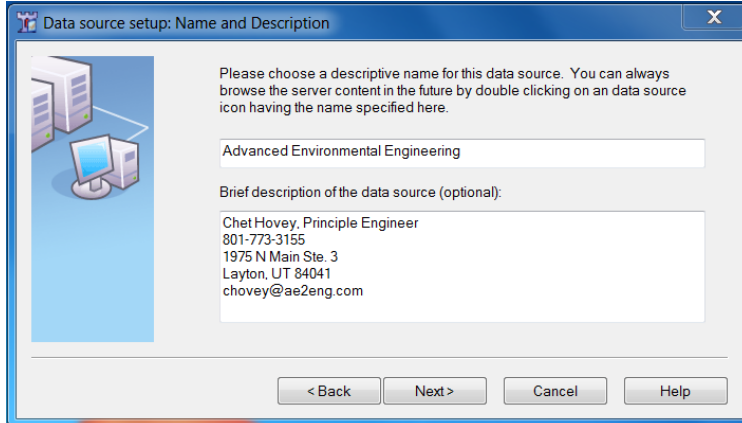 Data source setup: Name and Description
X
Please choose a descriptive name for this data source. You can always
browse the server content in the future by double clicking on an data source
icon having the name specified here.
Advanced Environmental Engineering
Brief description of the data source (optional):
Chet Hovey, Principle Engineer
801-773-3155
1975 N Main Ste. 3
Layton, UT 84041
chovey@ae2eng.com
< Back
Next >
Cancel
Help